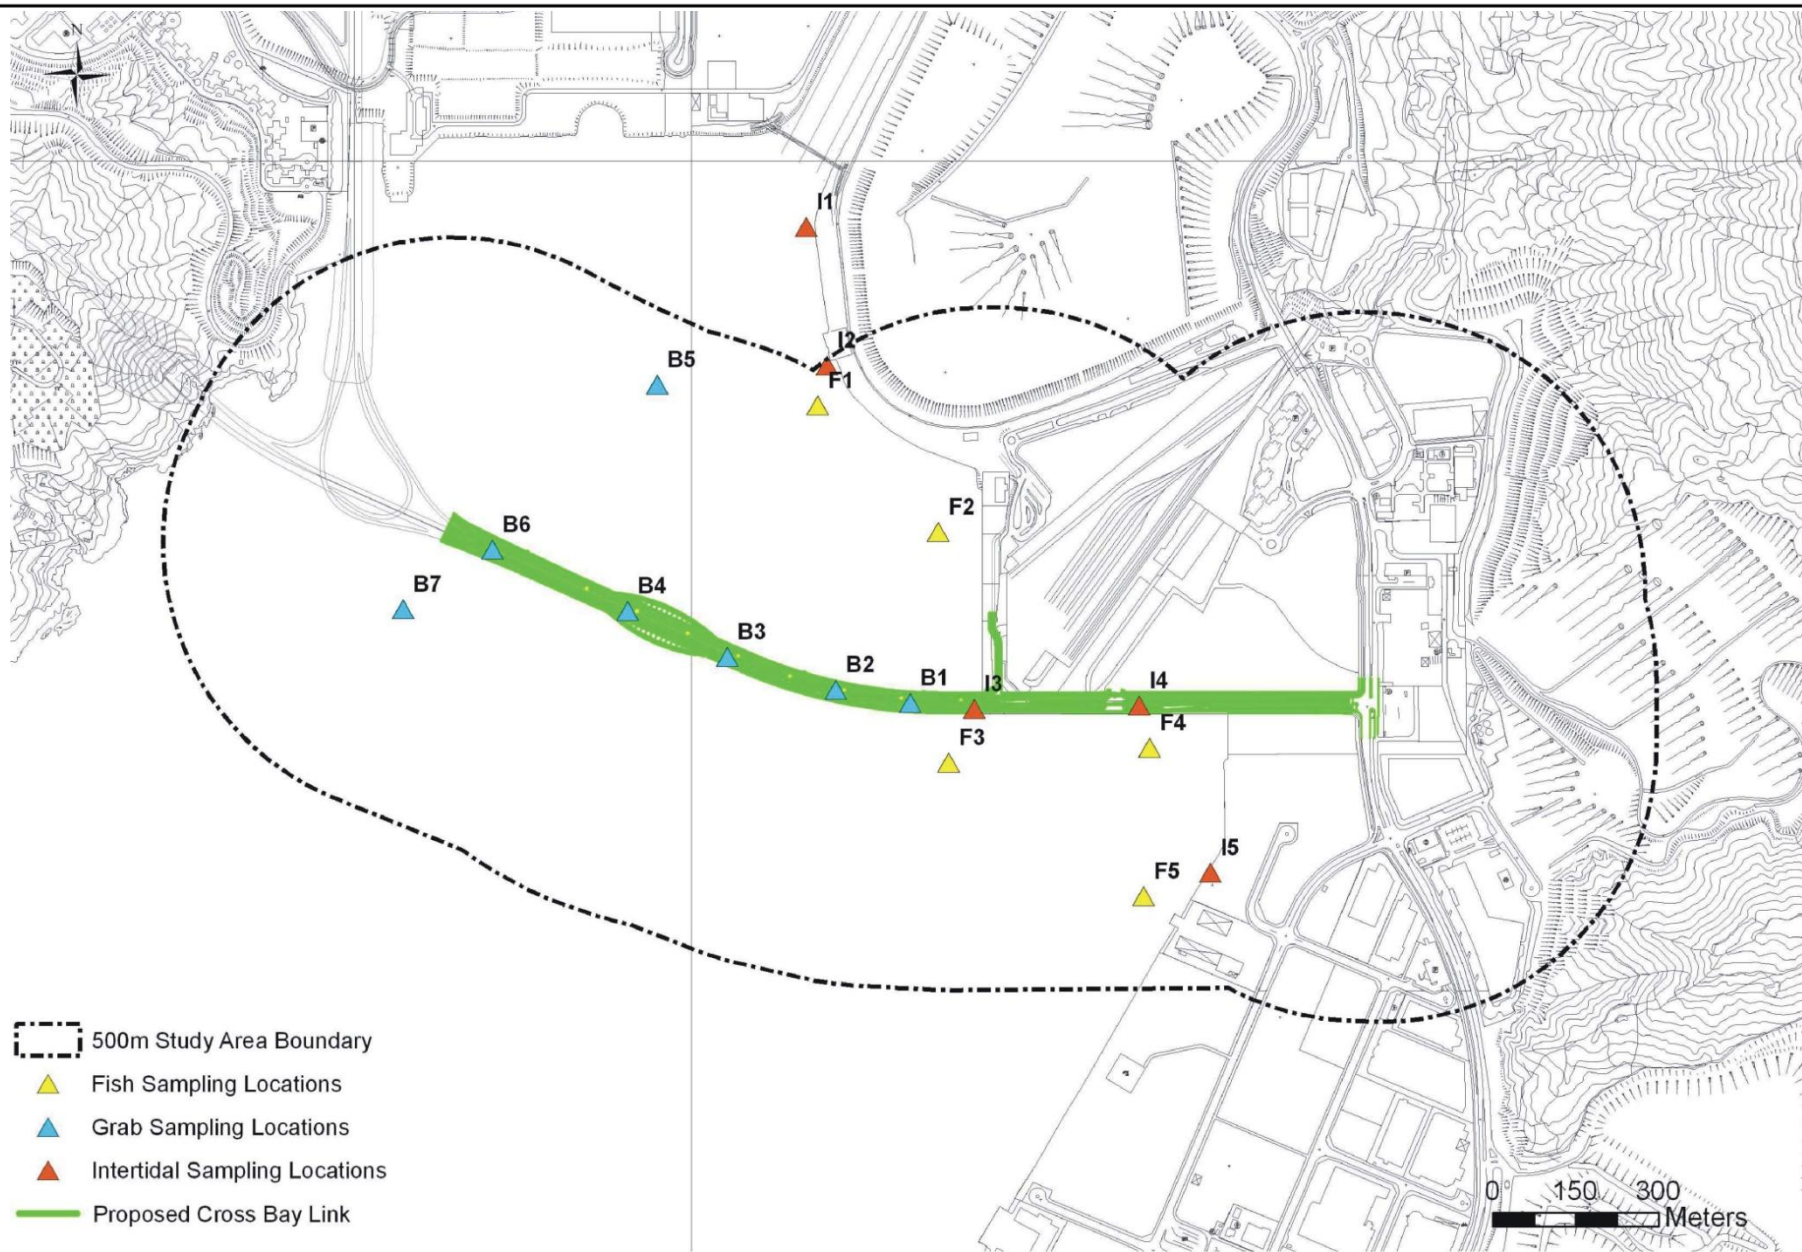 N
I1
I2
B5
F1
F2
B6
B4
B7
B3
B2
B1
I3
I4
F4
F3
I5
F5
500m Study Area Boundary
Fish Sampling Locations
Grab Sampling Locations
Intertidal Sampling Locations
Proposed Cross Bay Link
0 150 300
Meters